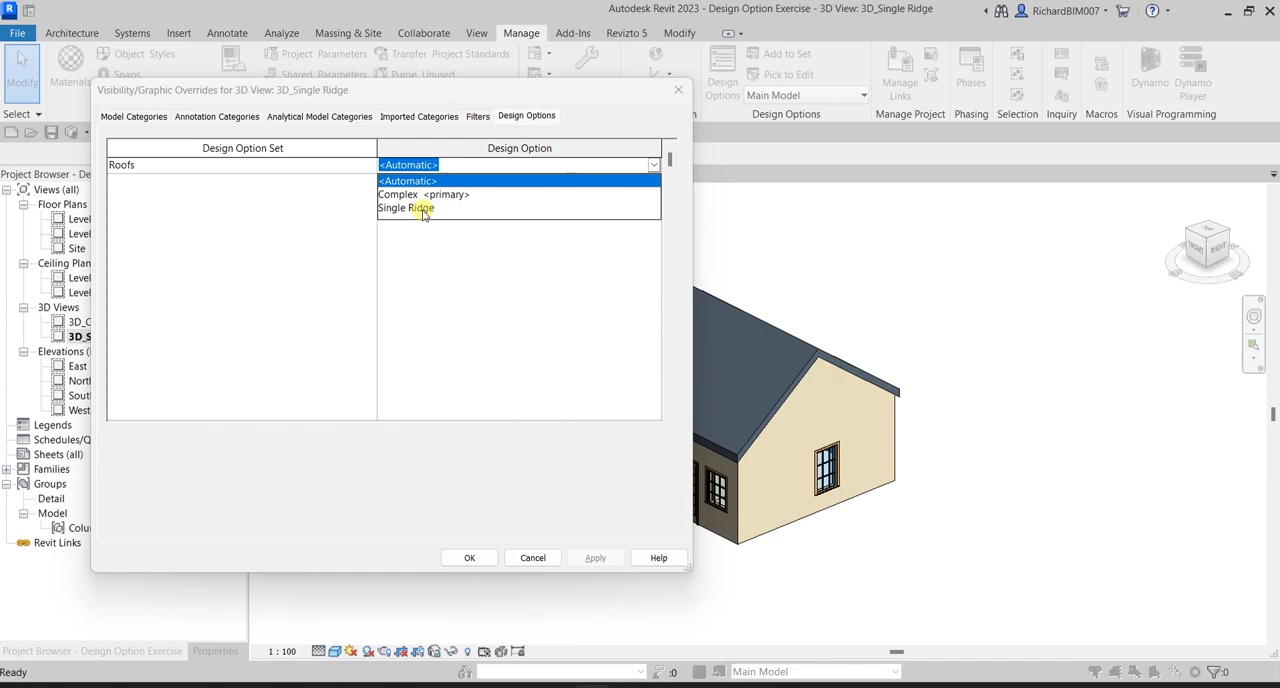 Autodesk Revit 2023 - Design Option Exercise - 3D View: 3D_Single Ridge
RichardBIM007
File Architecture Systems Insert Annotate Analyze Massing & Site Collaborate View Manage Add-Ins Revizto 5 Modify
Modify
Materials
Object Styles
Snaps
Project Parameters
Shared Parameters
Transfer Project Standards
Purge Unused
Design
Options
Add to Set
Pick to Edit
Main Model
Manage
Links
Phases
Dynamo
Dynamo
Player
Select
Design Options
Manage Project
Phasing
Selection
Inquiry
Macros
Visual Programming
Visibility/Graphic Overrides for 3D View: 3D_Single Ridge
Model Categories Annotation Categories Analytical Model Categories Imported Categories Filters Design Options
Design Option Set
Design Option
Roofs
<Automatic>
<Automatic>
Complex <primary>
Single Ridge
OK
Cancel
Apply
Help
Project Browser - Des
Views (all)
Floor Plans
Level
Level
Site
Ceiling Plan
Level
Level
3D Views
3D_C
3D_S
Elevations (
East
North
South
West
Legends
Schedules/Q
Sheets (all)
Families
Groups
Detail
Model
Colu
Revit Links
TOP
FRONT
RIGHT
Project Browser - Design Option Exercise
Properties
1 : 100
Ready
:0
Main Model
:0